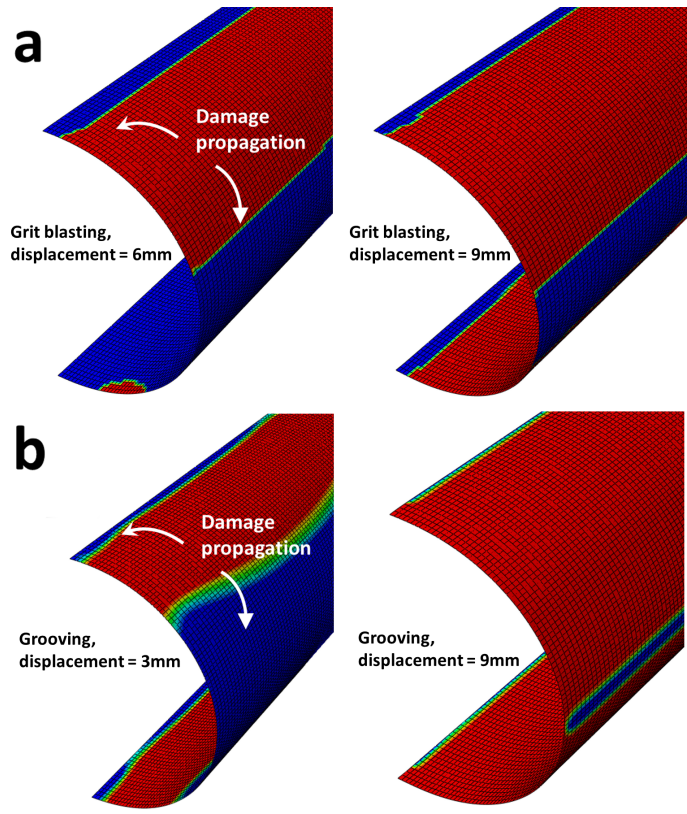 a
Damage
propagation
Grit blasting,
displacement = 6mm
Grit blasting,
displacement = 9mm
b
Damage
propagation
Grooving,
displacement = 3mm
Grooving,
displacement = 9mm